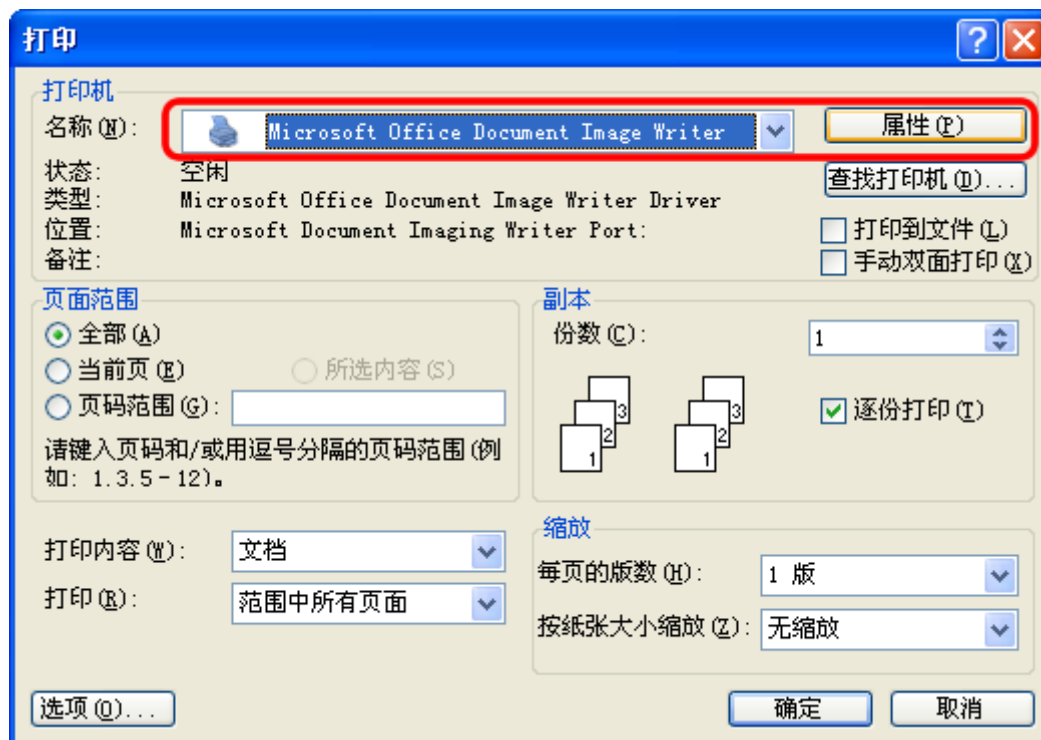 打印
打印机
名称(N): Microsoft Office Document Image Writer 属性(P)
状态: 空闲 查找打印机(D)...
类型: Microsoft Office Document Image Writer Driver
位置: Microsoft Document Imaging Writer Port: 打印到文件(L)
备注: 手动双面打印(X)
页面范围
全部(A)
当前页(E) 所选内容(S)
页码范围(G):
请键入页码和/或用逗号分隔的页码范围(例
如: 1.3.5-12)。
副本
份数(C): 1
3 3
2 2
1 1
逐份打印(T)
打印内容(W): 文档
打印(R): 范围中所有页面
缩放
每页的版数(H): 1 版
按纸张大小缩放(Z): 无缩放
选项(O)... 确定 取消